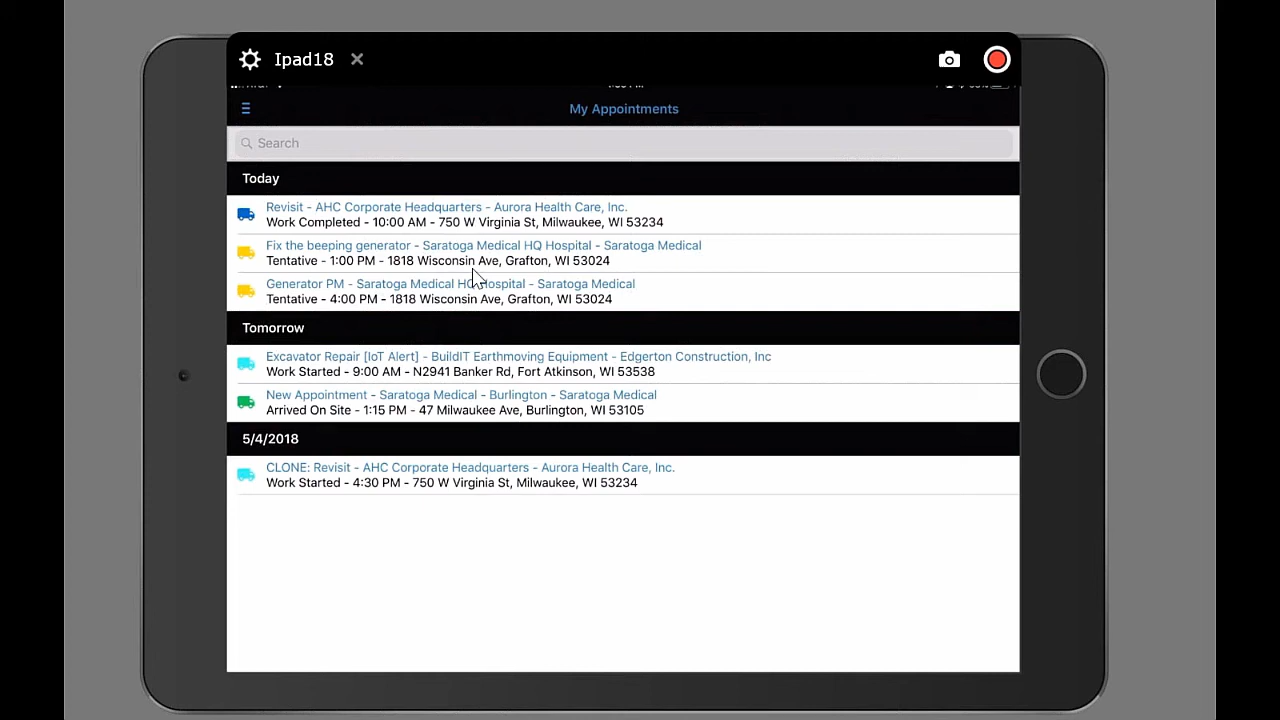 Ipad18
My Appointments
Search
Today
Revisit - AHC Corporate Headquarters - Aurora Health Care, Inc.
Work Completed - 10:00 AM - 750 W Virginia St, Milwaukee, WI 53234
Fix the beeping generator - Saratoga Medical HQ Hospital - Saratoga Medical
Tentative - 1:00 PM - 1818 Wisconsin Ave, Grafton, WI 53024
Generator PM - Saratoga Medical HQ Hospital - Saratoga Medical
Tentative - 4:00 PM - 1818 Wisconsin Ave, Grafton, WI 53024
Tomorrow
Excavator Repair [IoT Alert] - BuildIT Earthmoving Equipment - Edgerton Construction, Inc
Work Started - 9:00 AM - N2941 Banker Rd, Fort Atkinson, WI 53538
New Appointment - Saratoga Medical - Burlington - Saratoga Medical
Arrived On Site - 1:15 PM - 47 Milwaukee Ave, Burlington, WI 53105
5/4/2018
CLONE: Revisit - AHC Corporate Headquarters - Aurora Health Care, Inc.
Work Started - 4:30 PM - 750 W Virginia St, Milwaukee, WI 53234